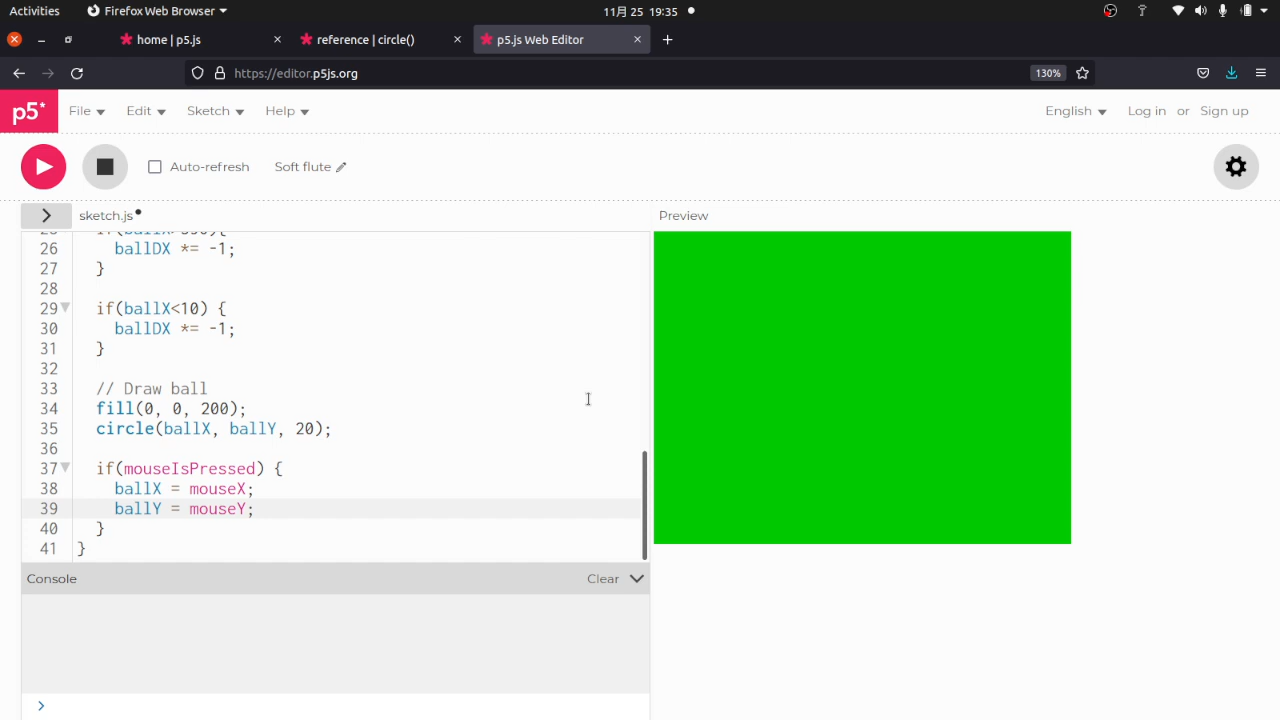 Activities Firefox Web Browser 11月 25 19:35
home | p5.js reference | circle() p5.js Web Editor
https://editor.p5js.org 130%
p5* File Edit Sketch Help English Log in or Sign up
Auto-refresh Soft flute
sketch.js Preview
26 ballDX *= -1;
27 }
28
29 if(ballX<10) {
30 ballDX *= -1;
31 }
32
33 // Draw ball
34 fill(0, 0, 200);
35 circle(ballX, ballY, 20);
36
37 if(mouseIsPressed) {
38 ballX = mouseX;
39 ballY = mouseY;
40 }
41 }
Console Clear
>